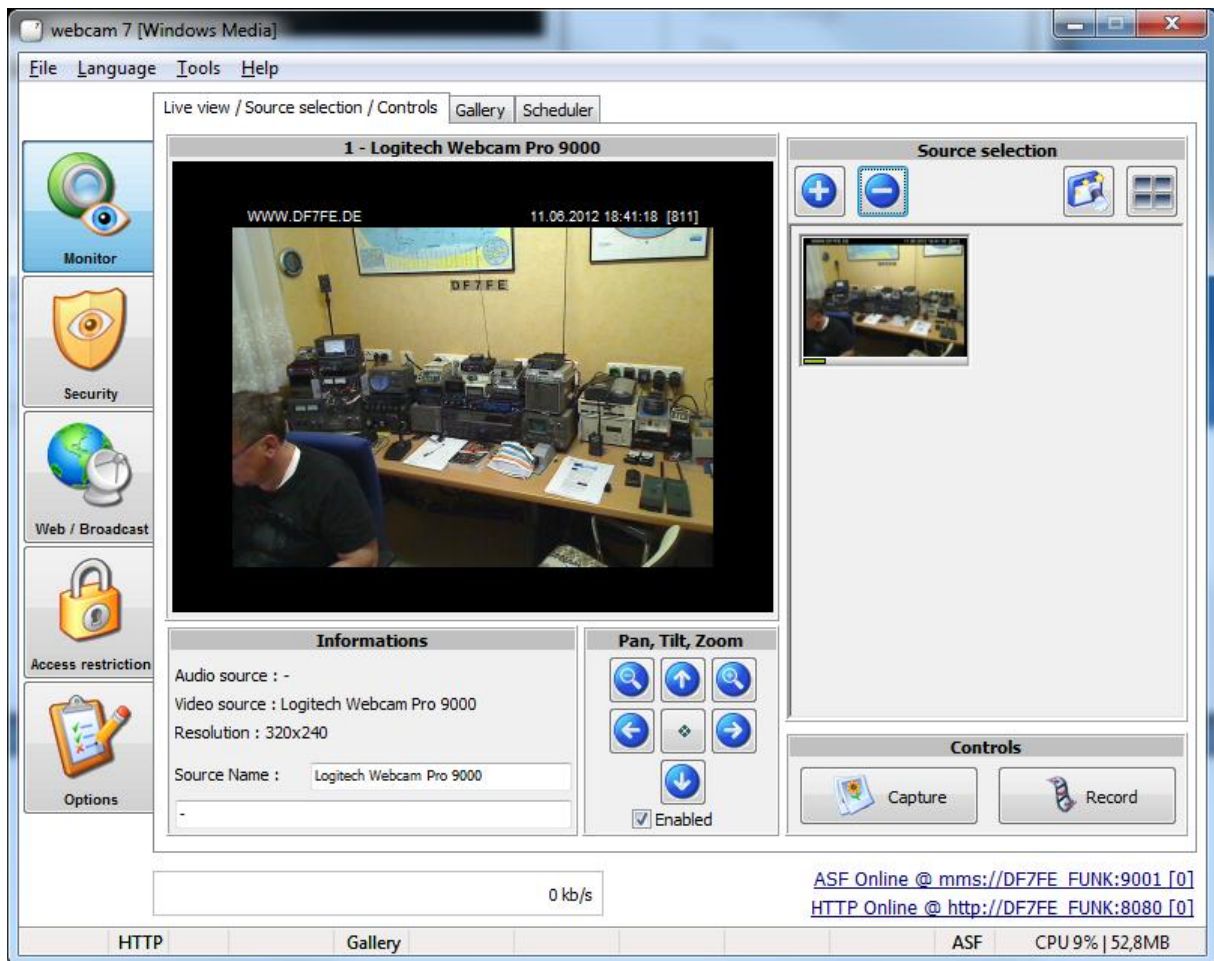 webcam 7 [Windows Media]
File Language Tools Help
Live view / Source selection / Controls Gallery Scheduler
Monitor
Security
Web / Broadcast
Access restriction
Options
1 - Logitech Webcam Pro 9000
WWW.DF7FE.DE 11.06.2012 18:41:18 [811]
DF7FE
Informations
Audio source : -
Video source : Logitech Webcam Pro 9000
Resolution : 320x240
Source Name : Logitech Webcam Pro 9000
-
Pan, Tilt, Zoom
Enabled
Source selection
Controls
Capture Record
0 kb/s
ASF Online @ mms://DF7FE_FUNK:9001 [0]
HTTP Online @ http://DF7FE_FUNK:8080 [0]
HTTP Gallery ASF CPU 9% | 52,8MB